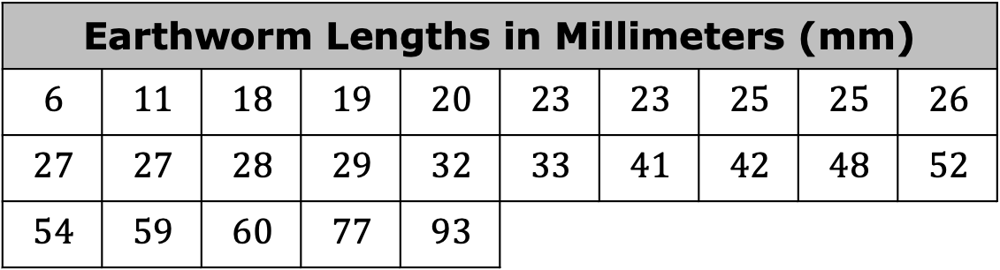 Earthworm Lengths in Millimeters (mm)
6 11 18 19 20 23 23 25 25 26
27 27 28 29 32 33 41 42 48 52
54 59 60 77 93